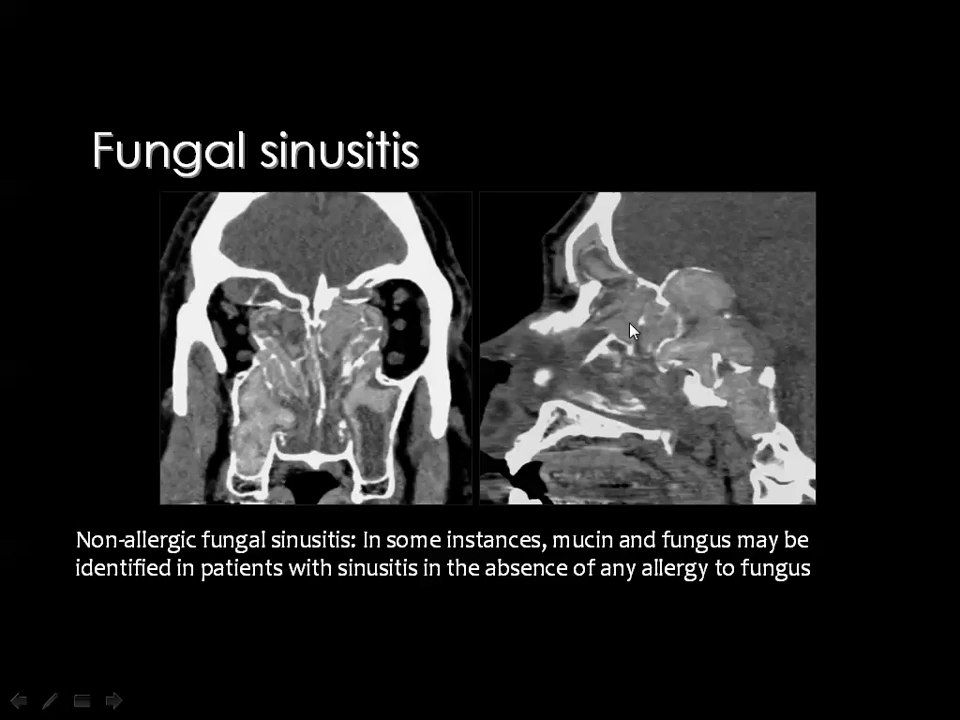 Fungal sinusitis
Non-allergic fungal sinusitis: In some instances, mucin and fungus may be
identified in patients with sinusitis in the absence of any allergy to fungus